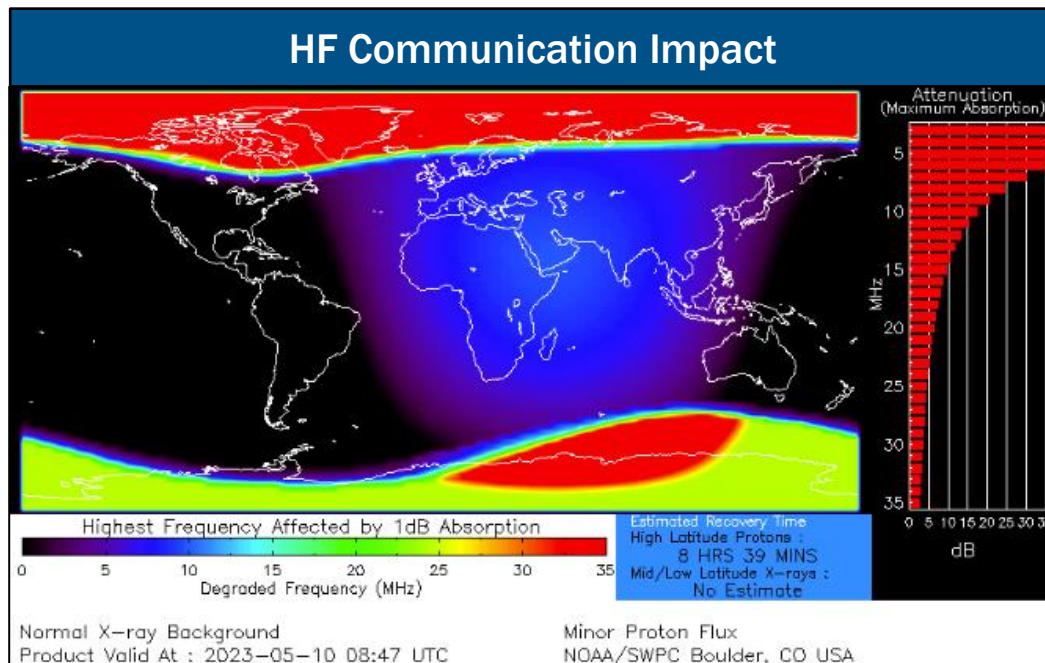 HF Communication Impact
Attenuation
(Maximum Absorption)
5
10
15
20
25
30
35
MHz
0 5 10 15 20 25 30 35
dB
Highest Frequency Affected by 1dB Absorption
0 5 10 15 20 25 30 35
Degraded Frequency (MHz)
Estimated Recovery Time
High Latitude Protons :
8 HRS 39 MINS
Mid/Low Latitude X-rays :
No Estimate
Normal X-ray Background
Product Valid At : 2023-05-10 08:47 UTC
Minor Proton Flux
NOAA/SWPC Boulder, CO USA